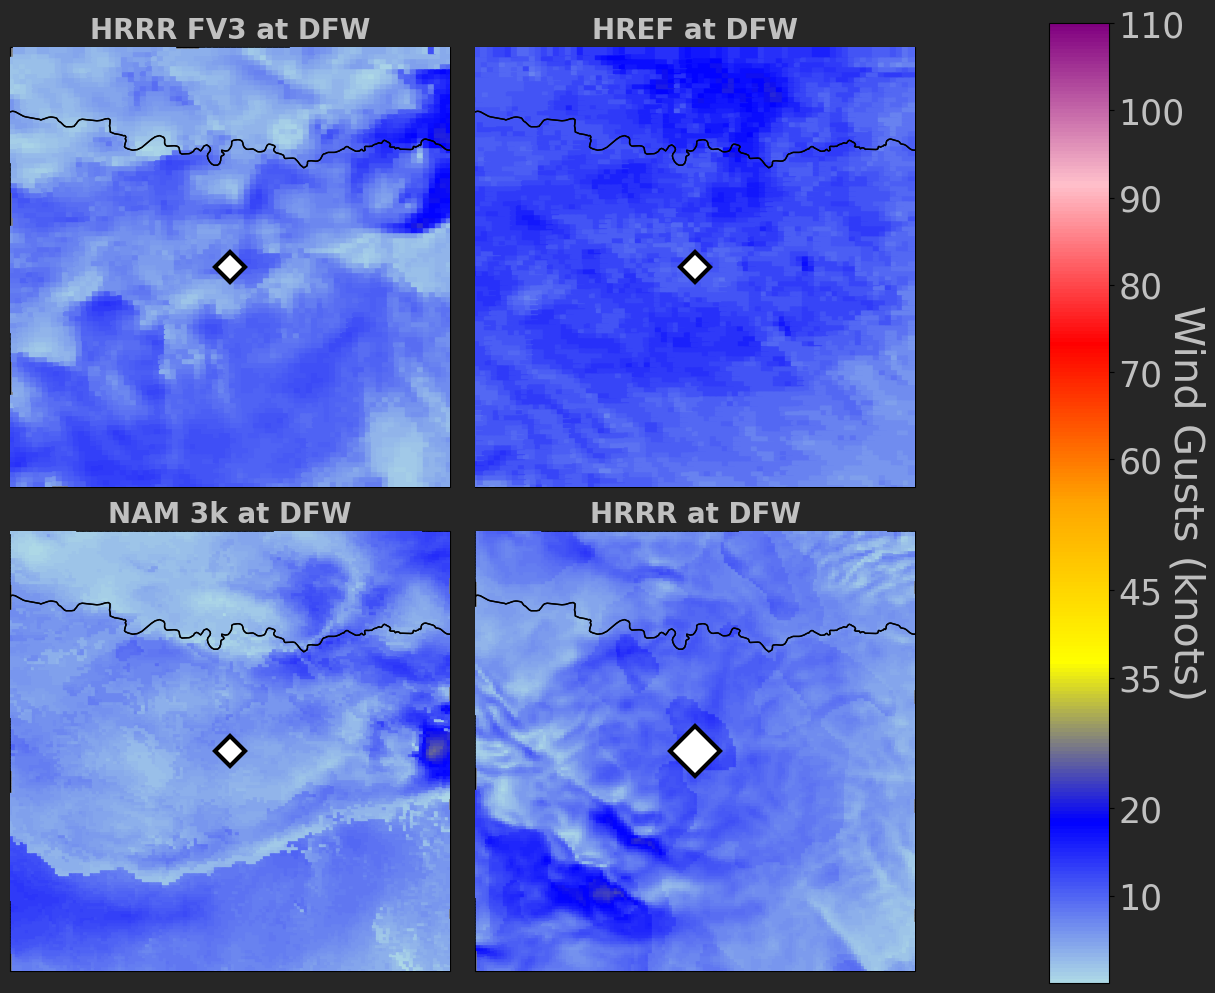 HRRR FV3 at DFW
HREF at DFW
NAM 3k at DFW
HRRR at DFW
110
100
90
80
70
60
45
35
20
10
Wind Gusts (knots)